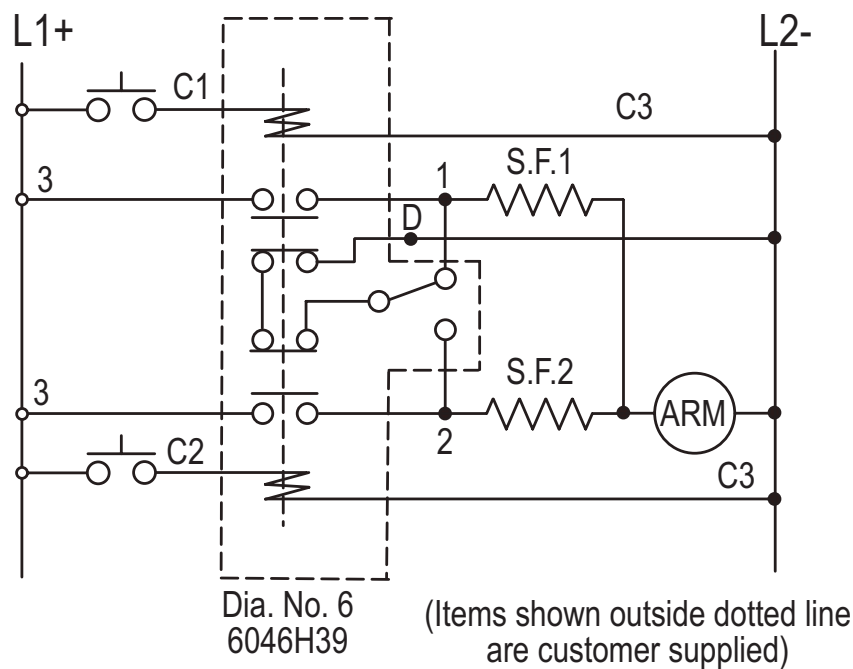 L1+
L2-
C1
C3
3
1
S.F.1
D
3
S.F.2
ARM
2
C2
C3
Dia. No. 6
6046H39
(Items shown outside dotted line
are customer supplied)